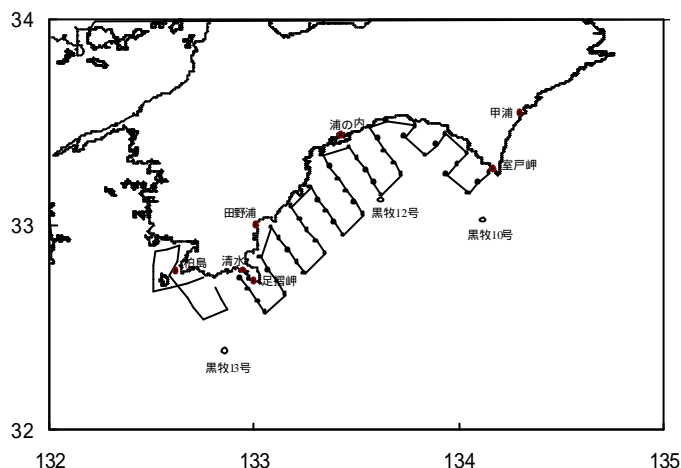 34
甲浦
浦の内
室戸岬
田野浦
黒牧12号
33
黒牧10号
柏島
清水
足摺岬
黒牧13号
32
132
133
134
135